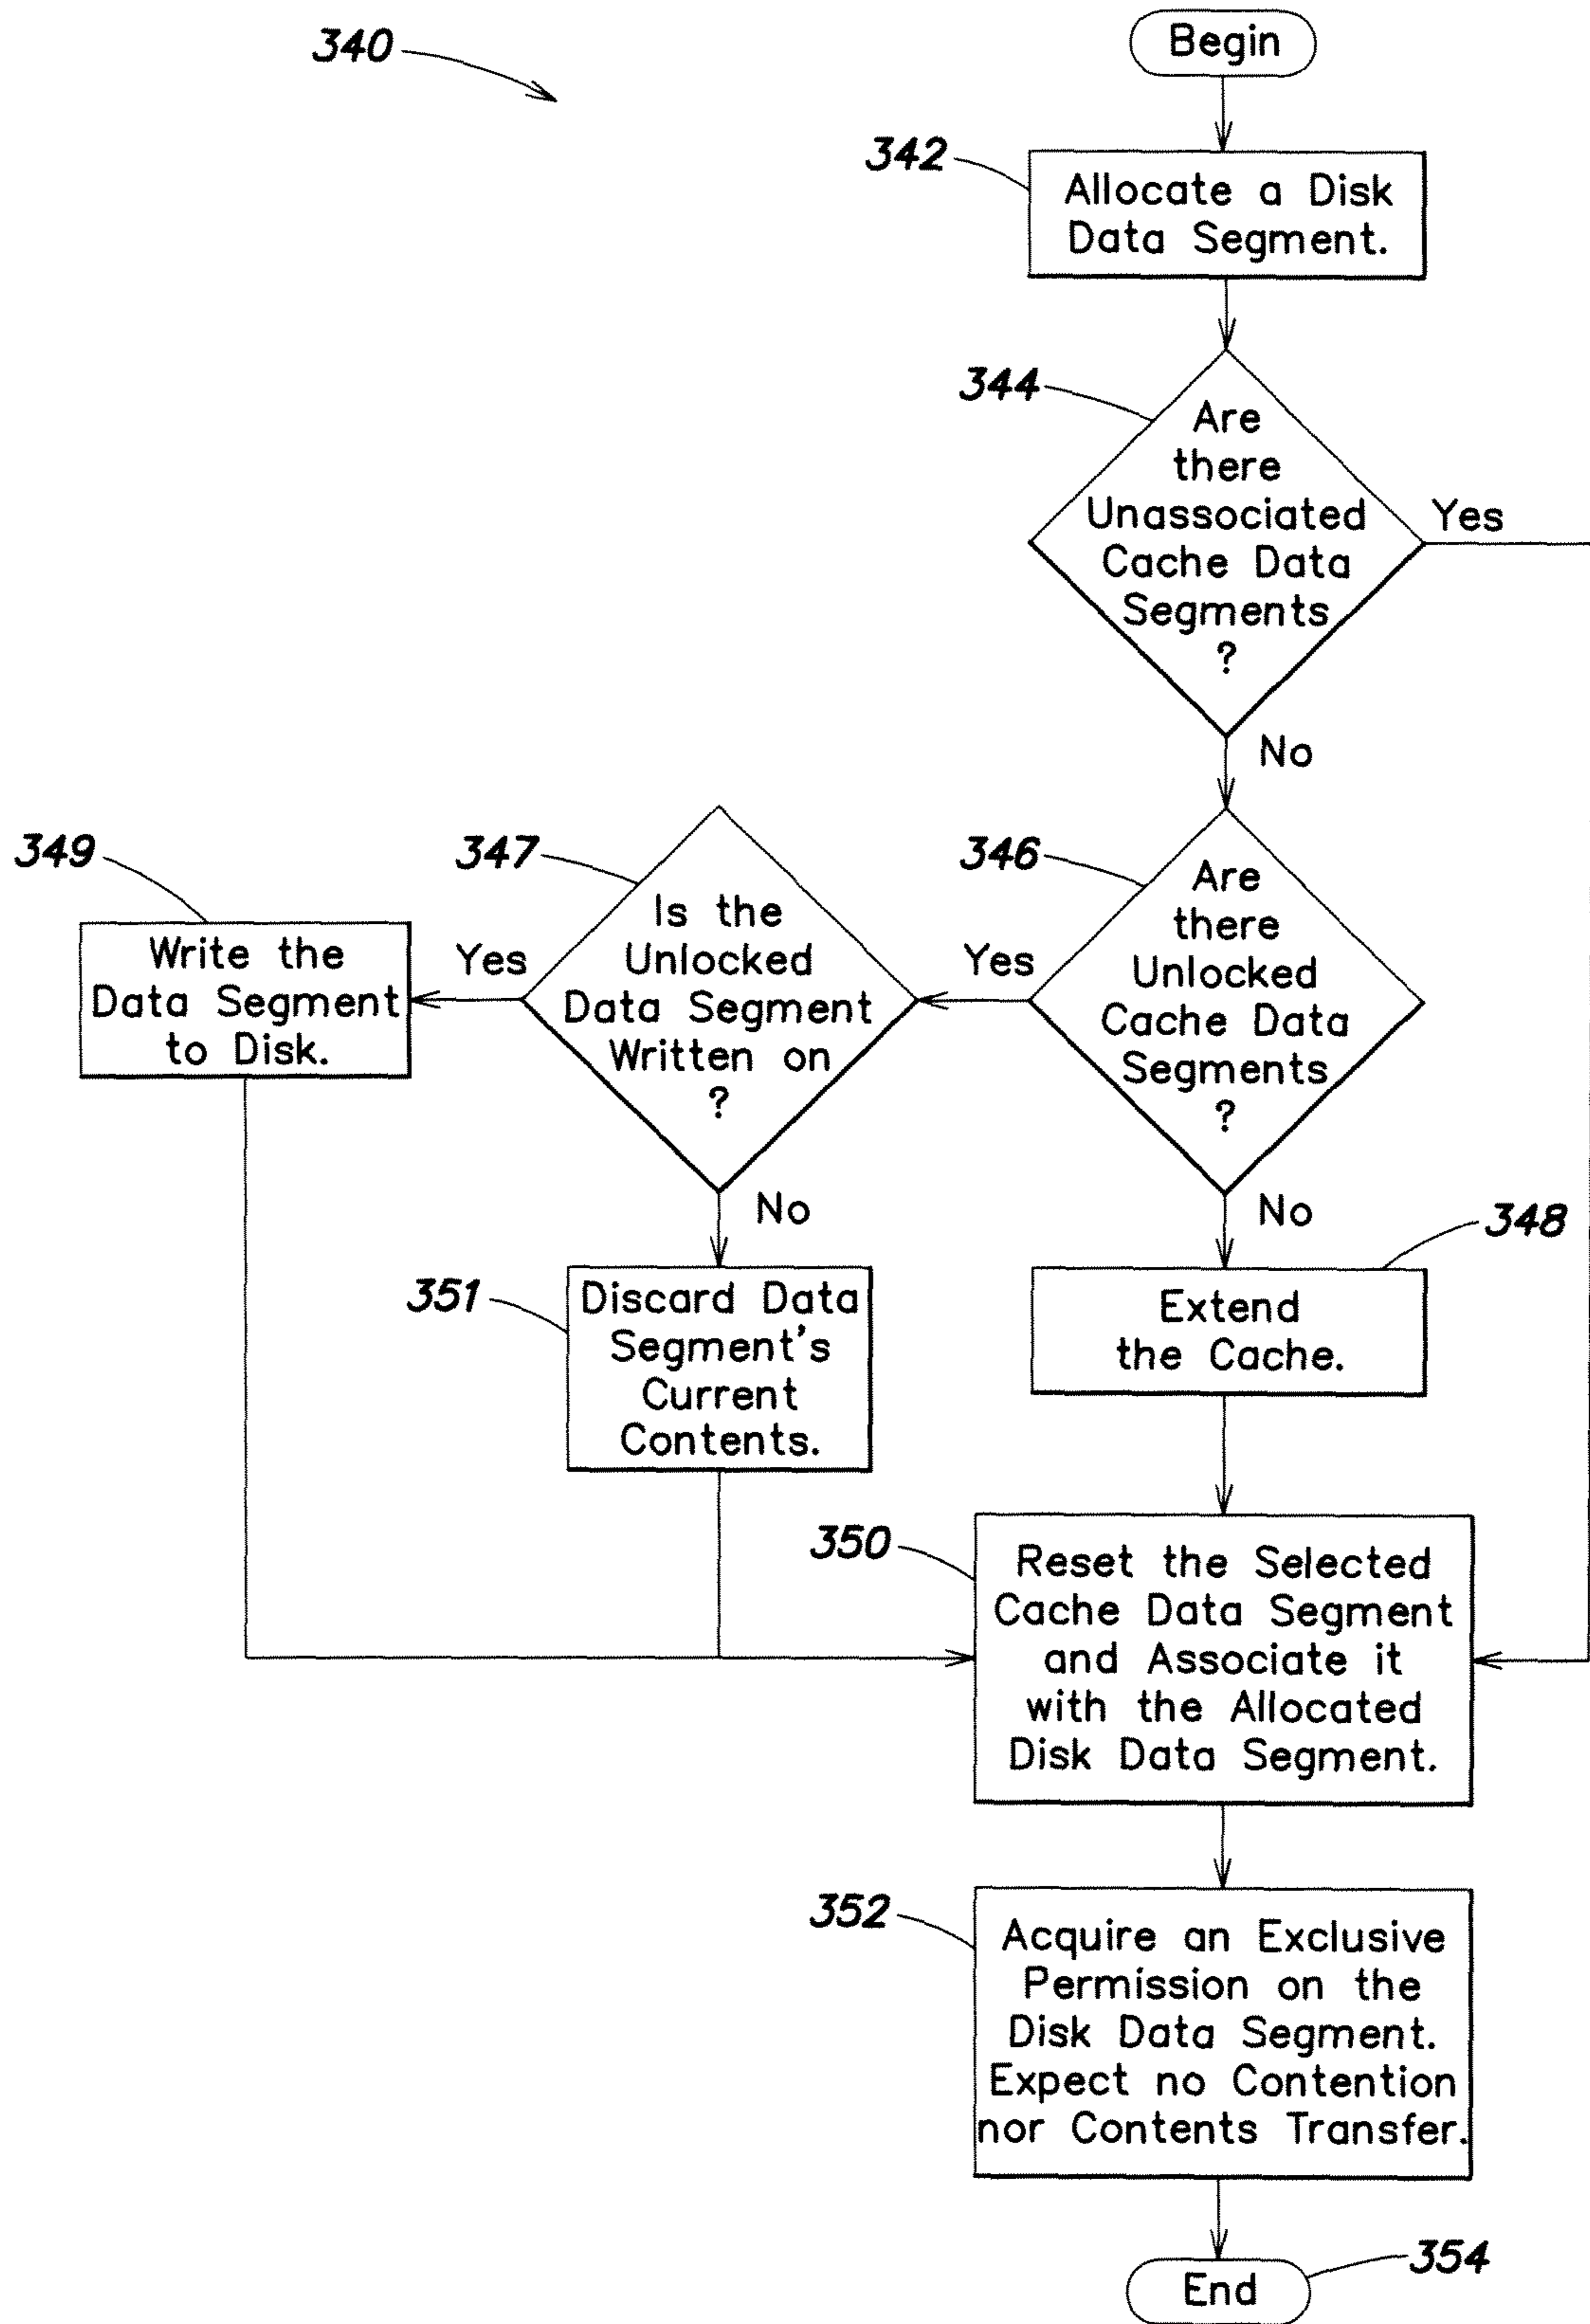 340
Begin
342
Allocate a Disk
Data Segment.
344
Are
there
Unassociated
Cache Data
Segments
?
Yes
No
349
Write the
Data Segment
to Disk.
Yes
347
Is the
Unlocked
Data Segment
Written on
?
Yes
346
Are
there
Unlocked
Cache Data
Segments
?
No
No
351
Discard Data
Segment's
Current
Contents.
348
Extend
the Cache.
350
Reset the Selected
Cache Data Segment
and Associate it
with the Allocated
Disk Data Segment.
352
Acquire an Exclusive
Permission on the
Disk Data Segment.
Expect no Contention
nor Contents Transfer.
End
354